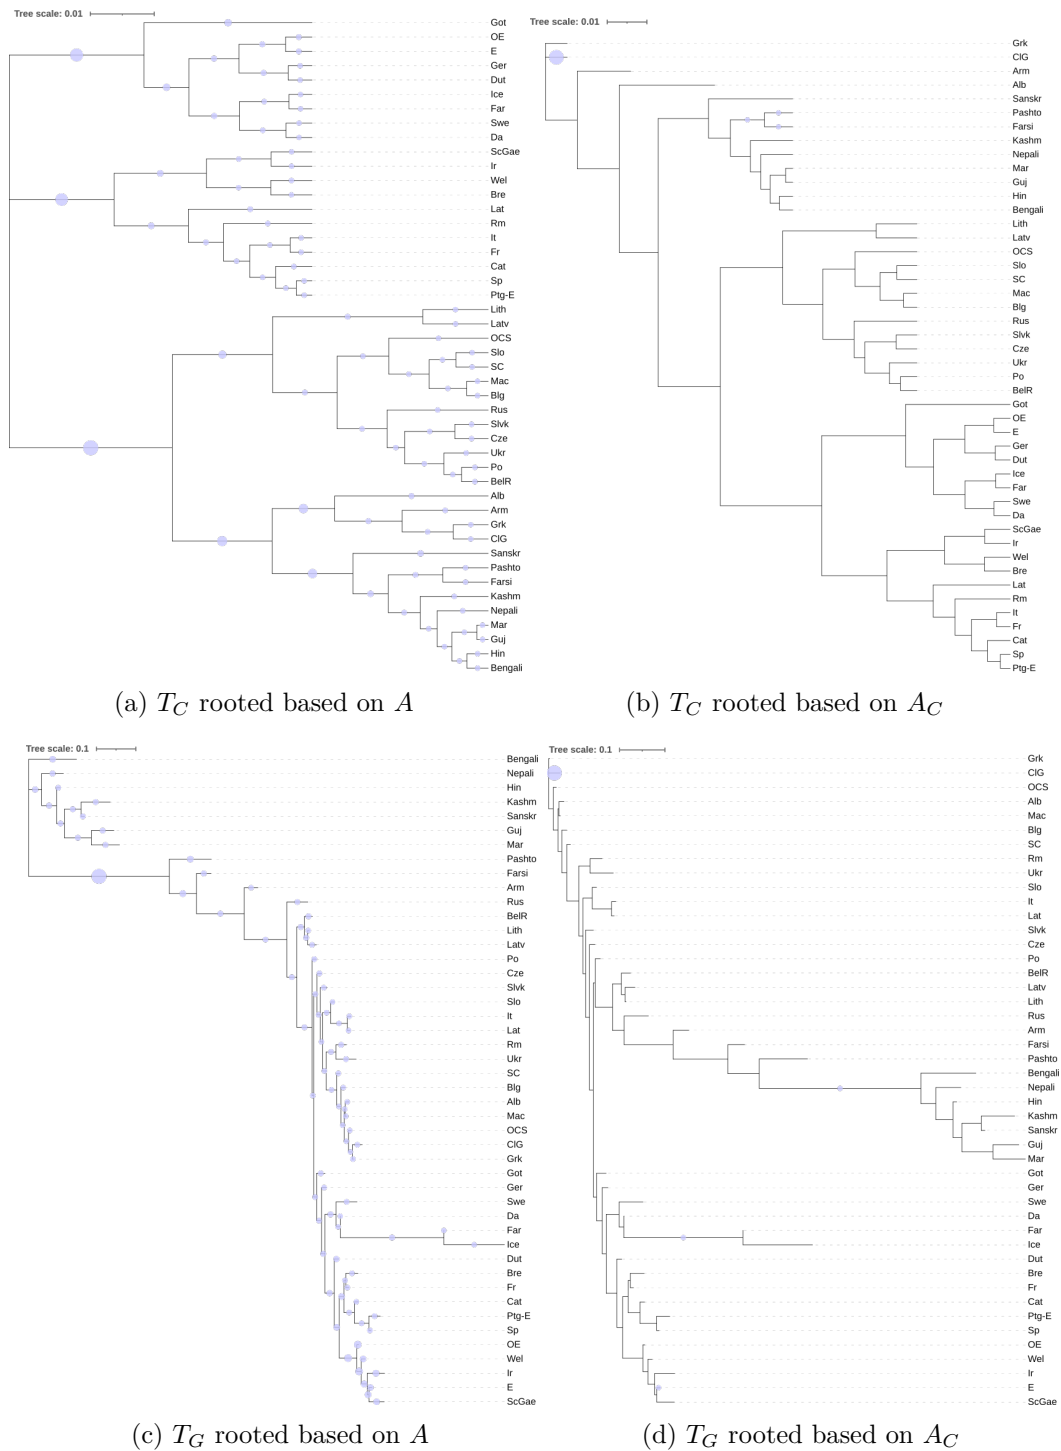 Tree scale: 0.01
Got
OE
E
Ger
Dut
Ice
Far
Swe
Da
ScGae
Ir
Wel
Bre
Lat
Rm
It
Fr
Cat
Sp
Ptg-E
Lith
Latv
OCS
Slo
SC
Mac
Blg
Rus
Slvk
Cze
Ukr
Po
BelR
Alb
Arm
Grk
ClG
Sanskr
Pashto
Farsi
Kashm
Nepali
Mar
Guj
Hin
Bengali
(a) T_C rooted based on A
Tree scale: 0.01
Grk
ClG
Arm
Alb
Sanskr
Pashto
Farsi
Kashm
Nepali
Mar
Guj
Hin
Bengali
Lith
Latv
OCS
Slo
SC
Mac
Blg
Rus
Slvk
Cze
Ukr
Po
BelR
Got
OE
E
Ger
Dut
Ice
Far
Swe
Da
ScGae
Ir
Wel
Bre
Lat
Rm
It
Fr
Cat
Sp
Ptg-E
(b) T_C rooted based on A_C
Tree scale: 0.1
Bengali
Nepali
Hin
Kashm
Sanskr
Guj
Mar
Pashto
Farsi
Arm
Rus
BelR
Lith
Latv
Po
Cze
Slvk
Slo
It
Lat
Rm
Ukr
SC
Blg
Alb
Mac
OCS
ClG
Grk
Got
Ger
Swe
Da
Far
Ice
Dut
Bre
Fr
Cat
Ptg-E
Sp
OE
Wel
Ir
E
ScGae
(c) T_G rooted based on A
Tree scale: 0.1
Grk
ClG
OCS
Alb
Mac
Blg
SC
Rm
Ukr
Slo
It
Lat
Slvk
Cze
Po
BelR
Latv
Lith
Rus
Arm
Farsi
Pashto
Bengali
Nepali
Hin
Kashm
Sanskr
Guj
Mar
Got
Ger
Swe
Da
Far
Ice
Dut
Bre
Fr
Cat
Ptg-E
Sp
OE
Wel
Ir
E
ScGae
(d) T_G rooted based on A_C